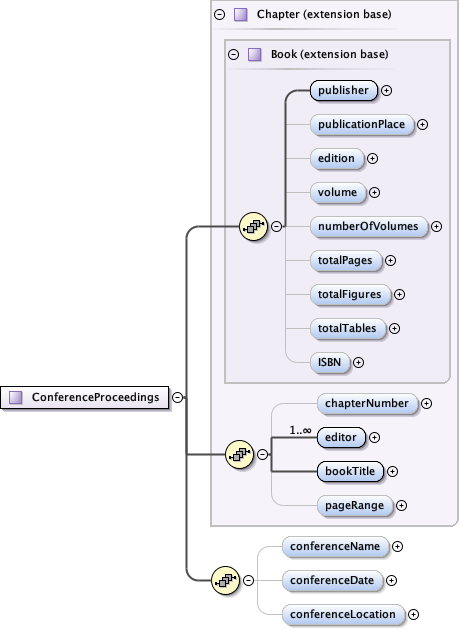 Chapter (extension base)
Book (extension base)
publisher
publicationPlace
edition
volume
numberOfVolumes
totalPages
totalFigures
totalTables
ISBN
ConferenceProceedings
chapterNumber
1..∞
editor
bookTitle
pageRange
conferenceName
conferenceDate
conferenceLocation